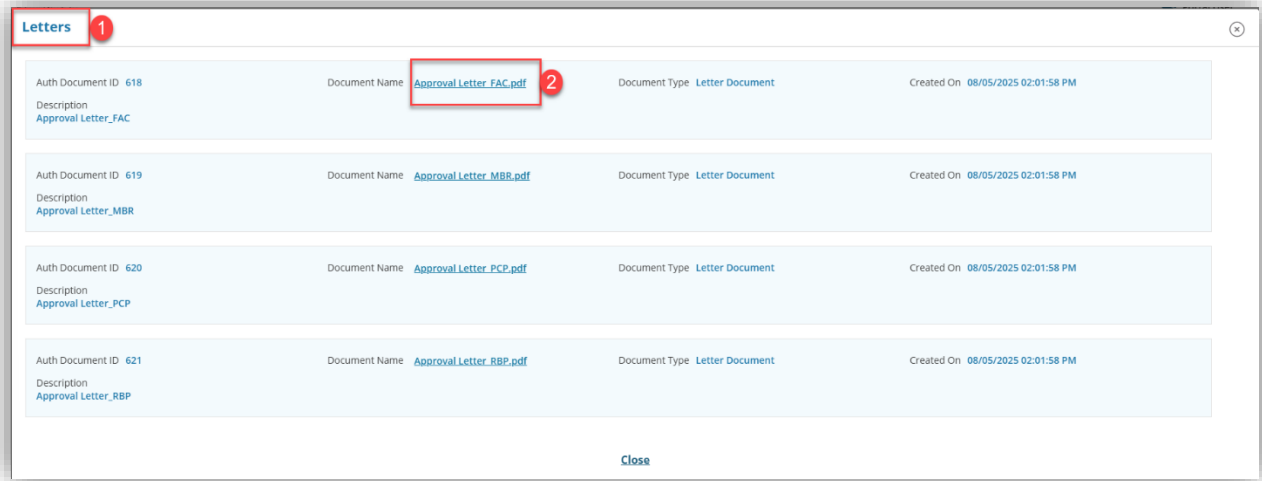 Letters 1
Auth Document ID 618 Document Name Approval Letter_FAC.pdf 2 Document Type Letter Document Created On 08/05/2025 02:01:58 PM
Description
Approval Letter_FAC
Auth Document ID 619 Document Name Approval Letter_MBR.pdf Document Type Letter Document Created On 08/05/2025 02:01:58 PM
Description
Approval Letter_MBR
Auth Document ID 620 Document Name Approval Letter_PCP.pdf Document Type Letter Document Created On 08/05/2025 02:01:58 PM
Description
Approval Letter_PCP
Auth Document ID 621 Document Name Approval Letter_RBP.pdf Document Type Letter Document Created On 08/05/2025 02:01:58 PM
Description
Approval Letter_RBP
Close